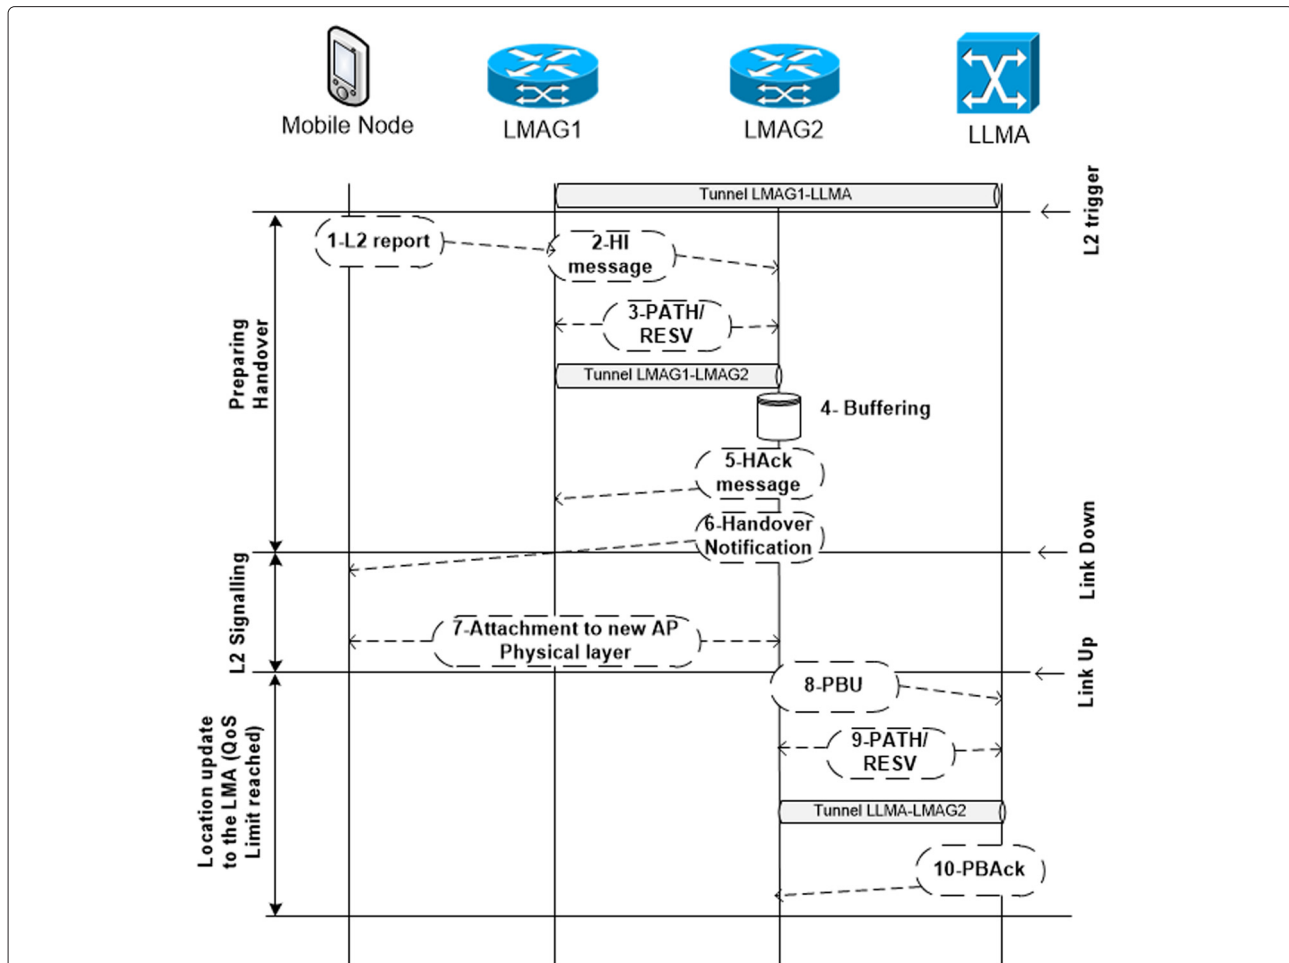 Mobile Node
LMAG1
LMAG2
LLMA
Tunnel LMAG1-LLMA
L2 trigger
1-L2 report
2-HI
message
3-PATH/
RESV
Preparing
Handover
Tunnel LMAG1-LMAG2
4- Buffering
5-HAck
message
6-Handover
Notification
Link Down
L2 Signalling
7-Attachment to new AP
Physical layer
Link Up
8-PBU
9-PATH/
RESV
Location update
to the LMA (QoS
Limit reached)
Tunnel LLMA-LMAG2
10-PBAck